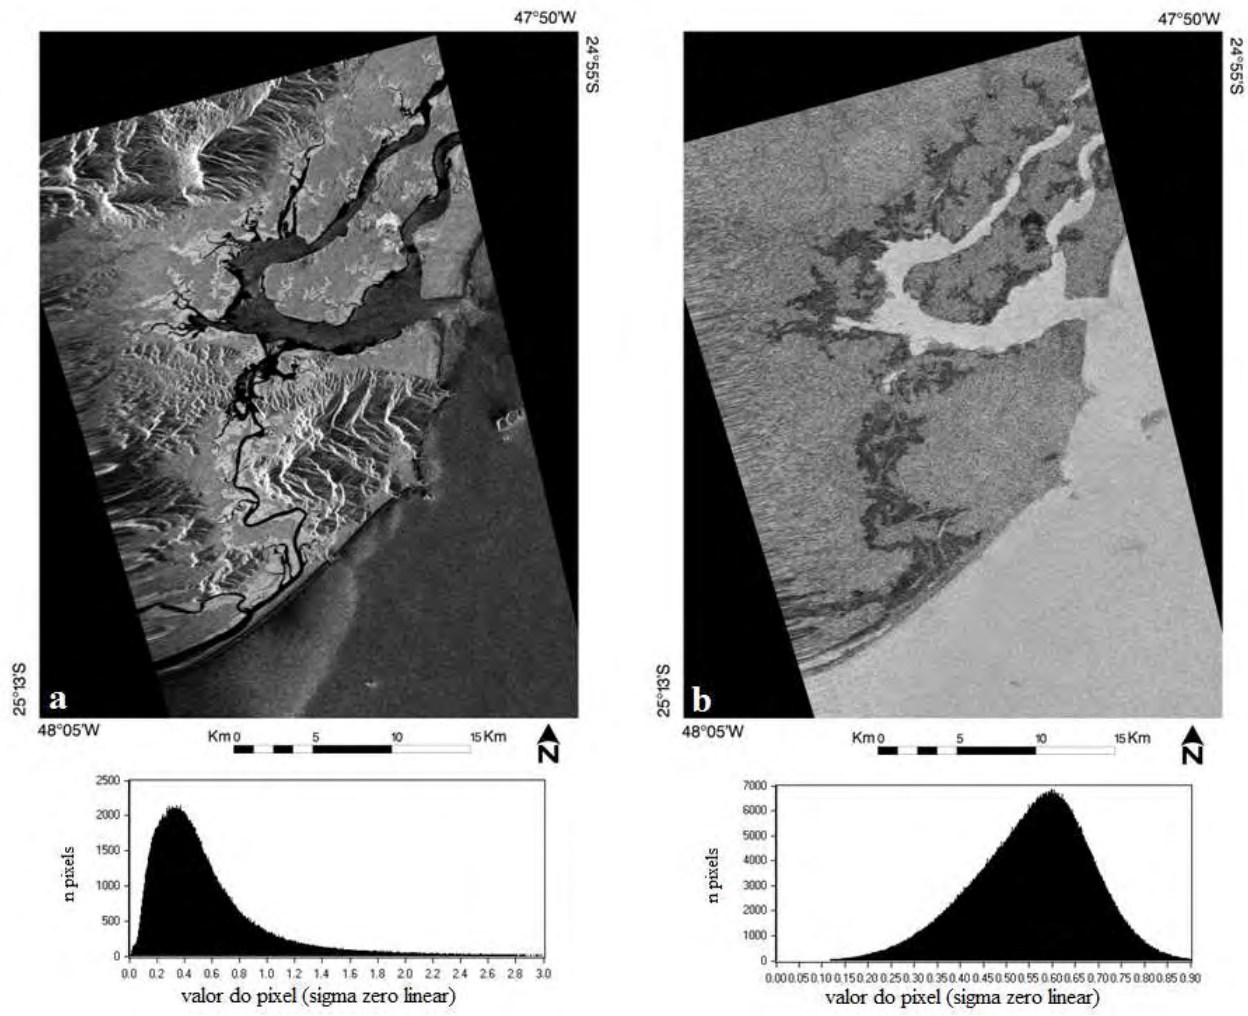 47°50'W
24°55'S
25°13'S
a
48°05'W
Km 0 5 10 15 Km
N
2500
2000
1500
1000
500
0
n pixels
0.0 0.2 0.4 0.6 0.8 1.0 1.2 1.4 1.6 1.8 2.0 2.2 2.4 2.6 2.8 3.0
valor do pixel (sigma zero linear)
47°50'W
24°55'S
25°13'S
b
48°05'W
Km 0 5 10 15 Km
N
7000
6000
5000
4000
3000
2000
1000
0
n pixels
0.00 0.05 0.10 0.15 0.20 0.25 0.30 0.35 0.40 0.45 0.50 0.55 0.60 0.65 0.70 0.75 0.80 0.85 0.90
valor do pixel (sigma zero linear)